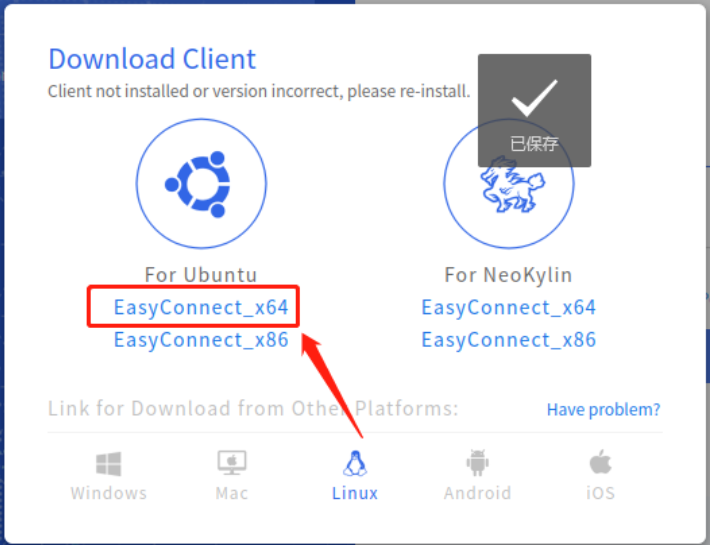 Download Client
Client not installed or version incorrect, please re-install.
已保存
For Ubuntu
EasyConnect_x64
EasyConnect_x86
For NeoKylin
EasyConnect_x64
EasyConnect_x86
Link for Download from Other Platforms:
Have problem?
Windows
Mac
Linux
Android
iOS